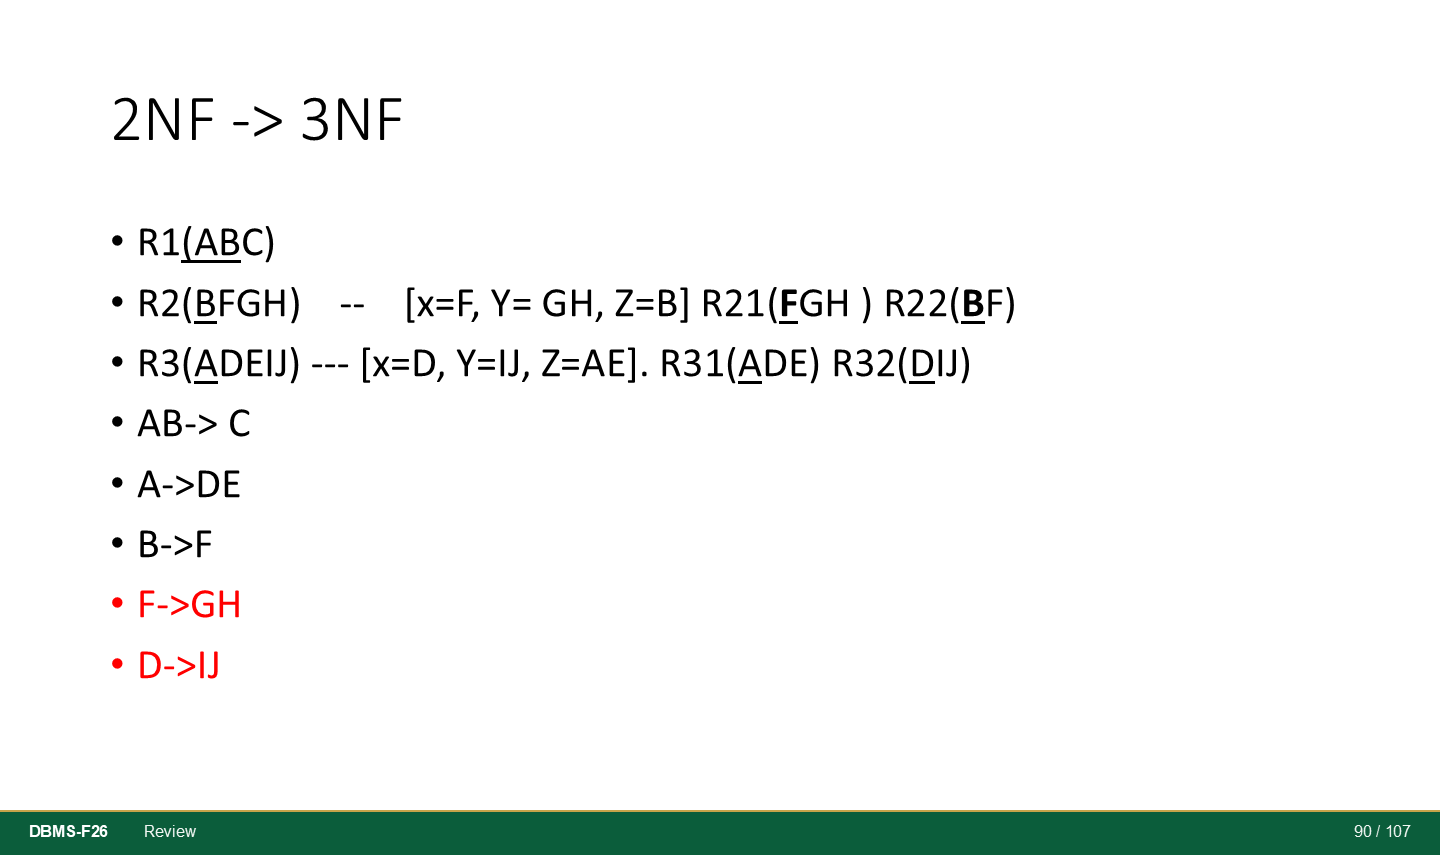 2NF -> 3NF
• R1(ABC)
• R2(BFGH) -- [x=F, Y= GH, Z=B] R21(FGH ) R22(BF)
• R3(ADEIJ) --- [x=D, Y=IJ, Z=AE]. R31(ADE) R32(DIJ)
• AB-> C
• A->DE
• B->F
• F->GH
• D->IJ
DBMS-F26 Review 90 / 107